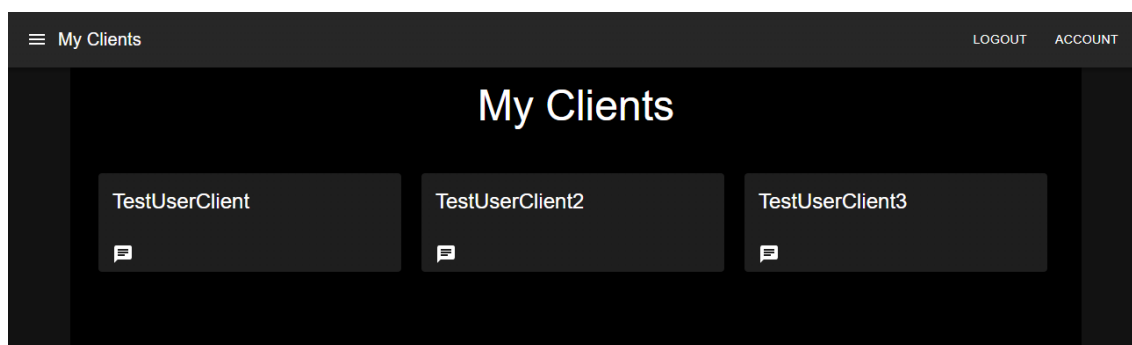 My Clients
LOGOUT
ACCOUNT
My Clients
TestUserClient
TestUserClient2
TestUserClient3